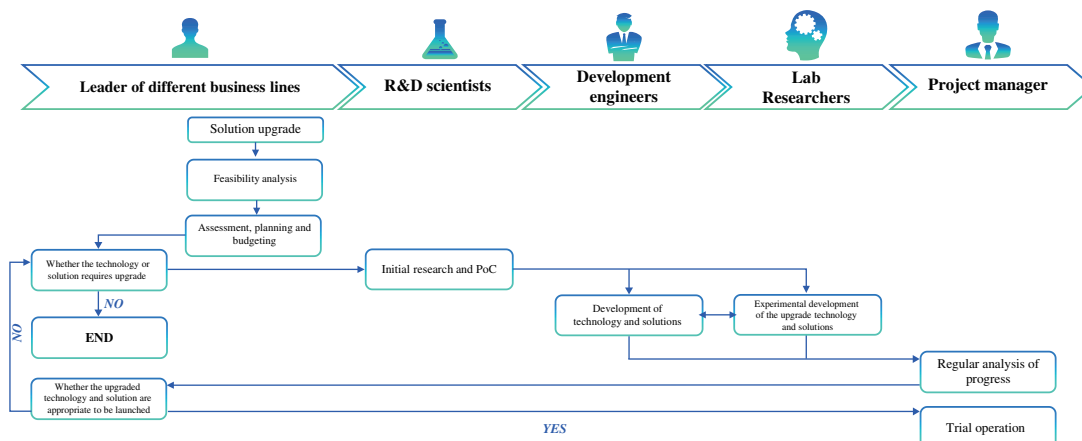 Leader of different business lines
R&D scientists
Development
engineers
Lab
Researchers
Project manager
Solution upgrade
Feasibility analysis
Assessment, planning and
budgeting
Whether the technology or
solution requires upgrade
Initial research and PoC
NO
Development of
technology and solutions
Experimental development
of the upgrade technology
and solutions
END
NO
Regular analysis of
progress
Whether the upgraded
technology and solution are
appropriate to be launched
YES
Trial operation